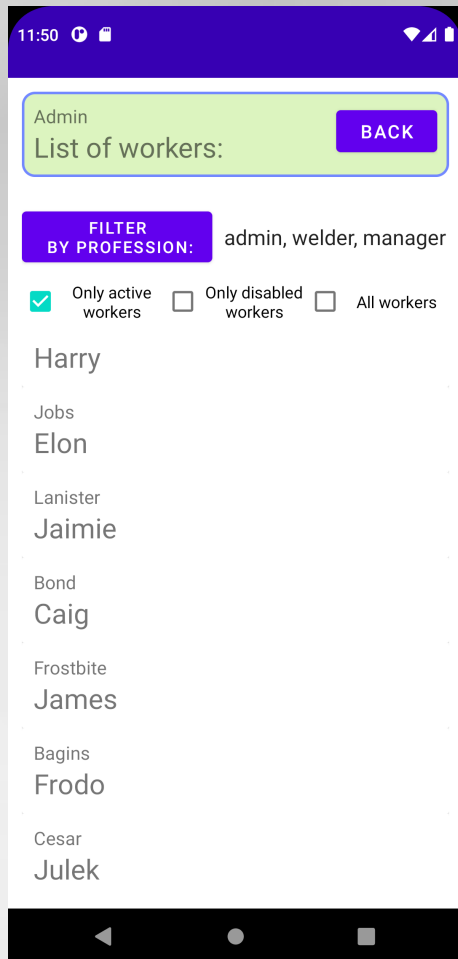 11:50
Admin
List of workers:
BACK
FILTER
BY PROFESSION:
admin, welder, manager
Only active
workers
Only disabled
workers
All workers
Harry
Jobs
Elon
Lanister
Jaimie
Bond
Caig
Frostbite
James
Bagins
Frodo
Cesar
Julek